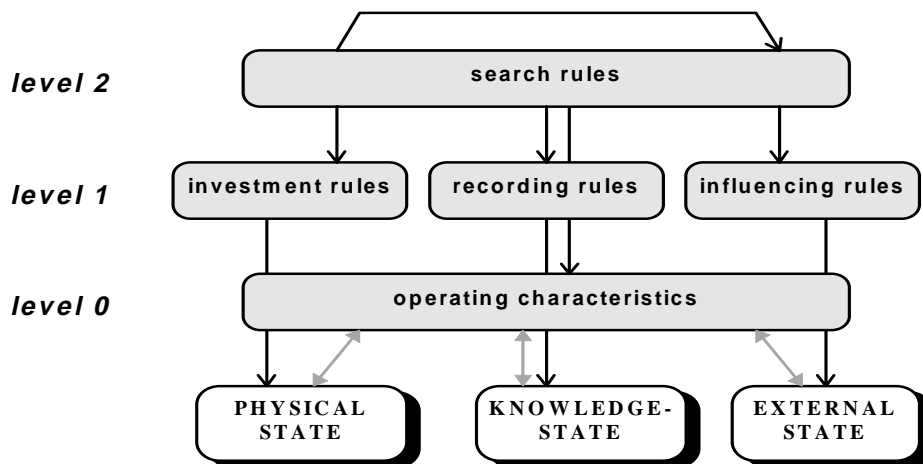 level 2
search rules
level 1
investment rules
recording rules
influencing rules
level 0
operating characteristics
PHYSICAL
STATE
KNOWLEDGE-
STATE
EXTERNAL
STATE